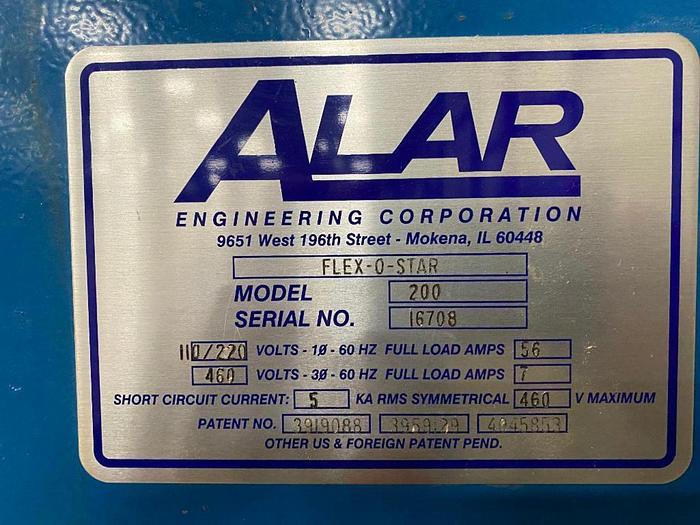 ALAR
ENGINEERING CORPORATION
9651 West 196th Street - Mokena, IL 60448
FLEX-O-STAR
MODEL 200
SERIAL NO. 16708
110/220 VOLTS - 1Ø - 60 HZ FULL LOAD AMPS 56
460 VOLTS - 3Ø - 60 HZ FULL LOAD AMPS 7
SHORT CIRCUIT CURRENT: 5 KA RMS SYMMETRICAL 460 V MAXIMUM
PATENT NO. 3919088
OTHER US & FOREIGN PATENT PEND.